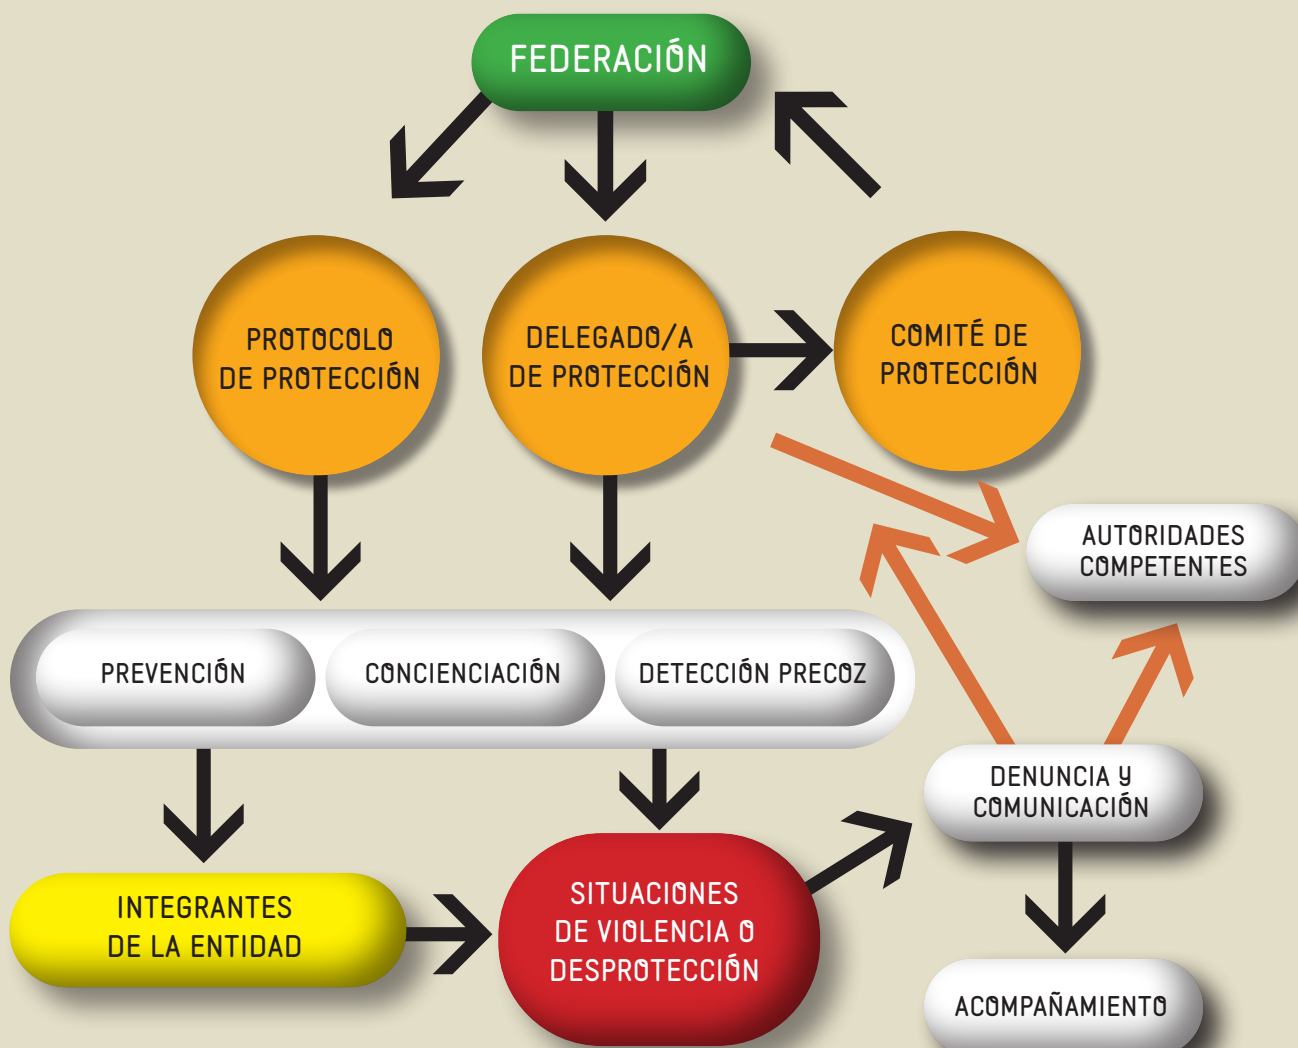 FEDERACIÓN
PROTOCOLO
DE PROTECCIÓN
DELEGADO/A
DE PROTECCIÓN
COMITÉ DE
PROTECCIÓN
AUTORIDADES
COMPETENTES
PREVENCIÓN
CONCIENCIACIÓN
DETECCIÓN PRECOZ
DENUNCIA Y
COMUNICACIÓN
INTEGRANTES
DE LA ENTIDAD
SITUACIONES
DE VIOLENCIA O
DESPROTECCIÓN
ACOMPAÑAMIENTO